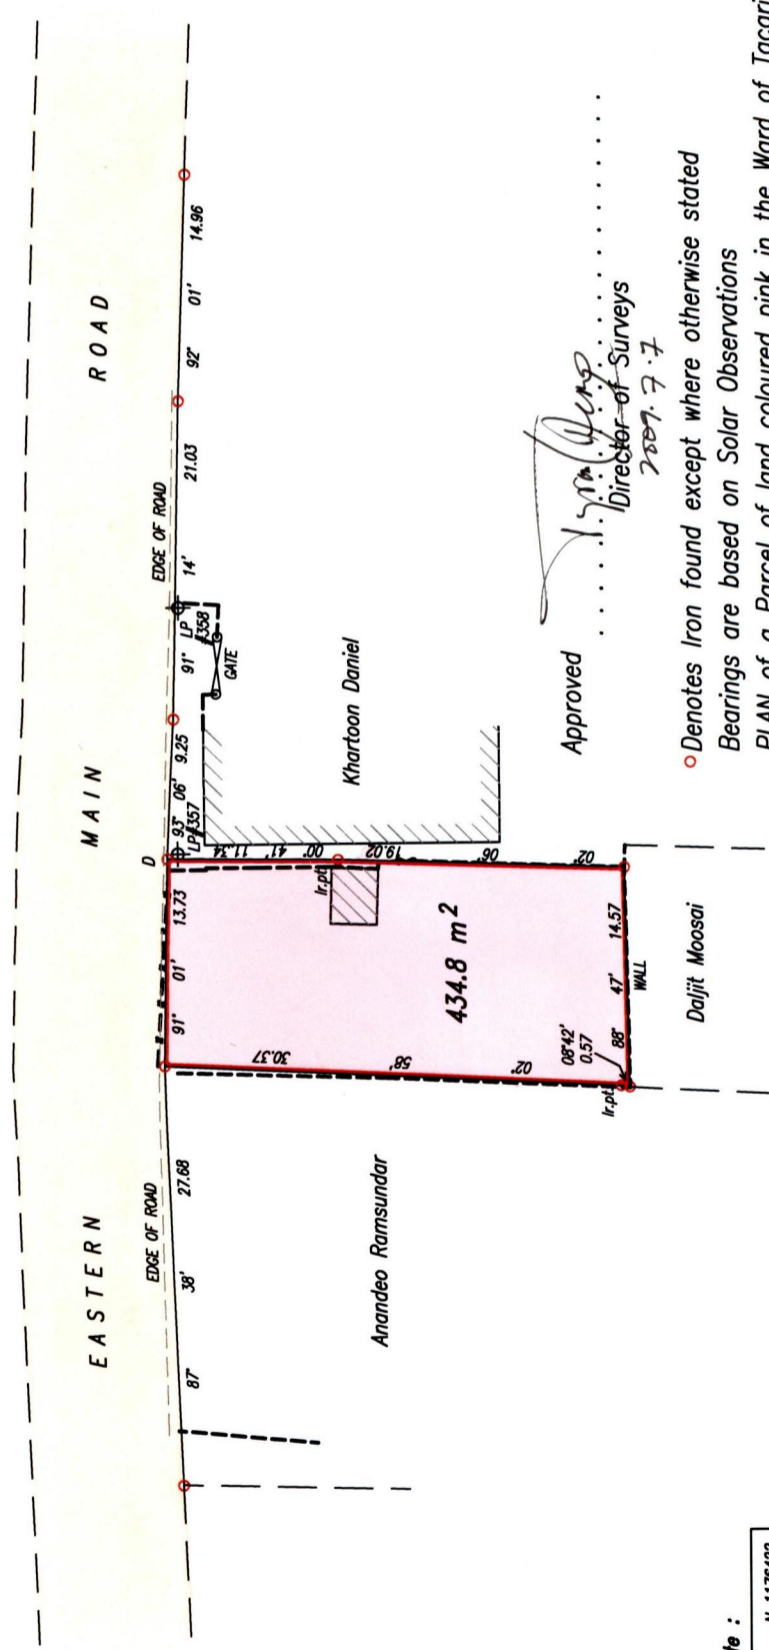 EASTERN MAIN ROAD
EDGE OF ROAD
EDGE OF ROAD
87° 38' 27.68
91° 01' 13.73
D
93° 06' 9.25
LP 4357
91° 14' 21.03
LP 4358
GATE
92° 01' 14.96
02° 58' 30.37
00° 41' 11.34
Ir.pt.
02° 06' 19.02
434.8 m²
08°42'
0.57
Ir.pt.
88° 47' 14.57
WALL
Anandeo Ramsundar
Khartoon Daniel
Daljit Moosai
Approved
Director of Surveys
2009.7.7
Denotes Iron found except where otherwise stated
Bearings are based on Solar Observations
PLAN of a Parcel of land coloured pink in the Ward of